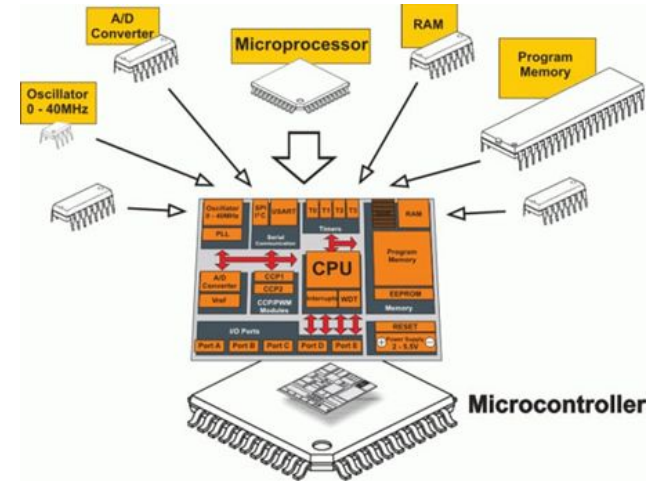 A/D
Converter
Microprocessor
RAM
Program
Memory
Oscillator
0 - 40MHz
Oscillator
0 - 40MHz
PLL
SPI
I²C
USART
Serial
Communication
T0 T1 T2 T3
Timers
RAM
Program
Memory
EEPROM
Memory
A/D
Converter
Vref
CCP1
CCP2
CCP/PWM
Modules
CPU
Interrupts
WDT
I/O Ports
Port A Port B Port C Port D Port E
RESET
Power Supply
2 - 5.5V
Microcontroller